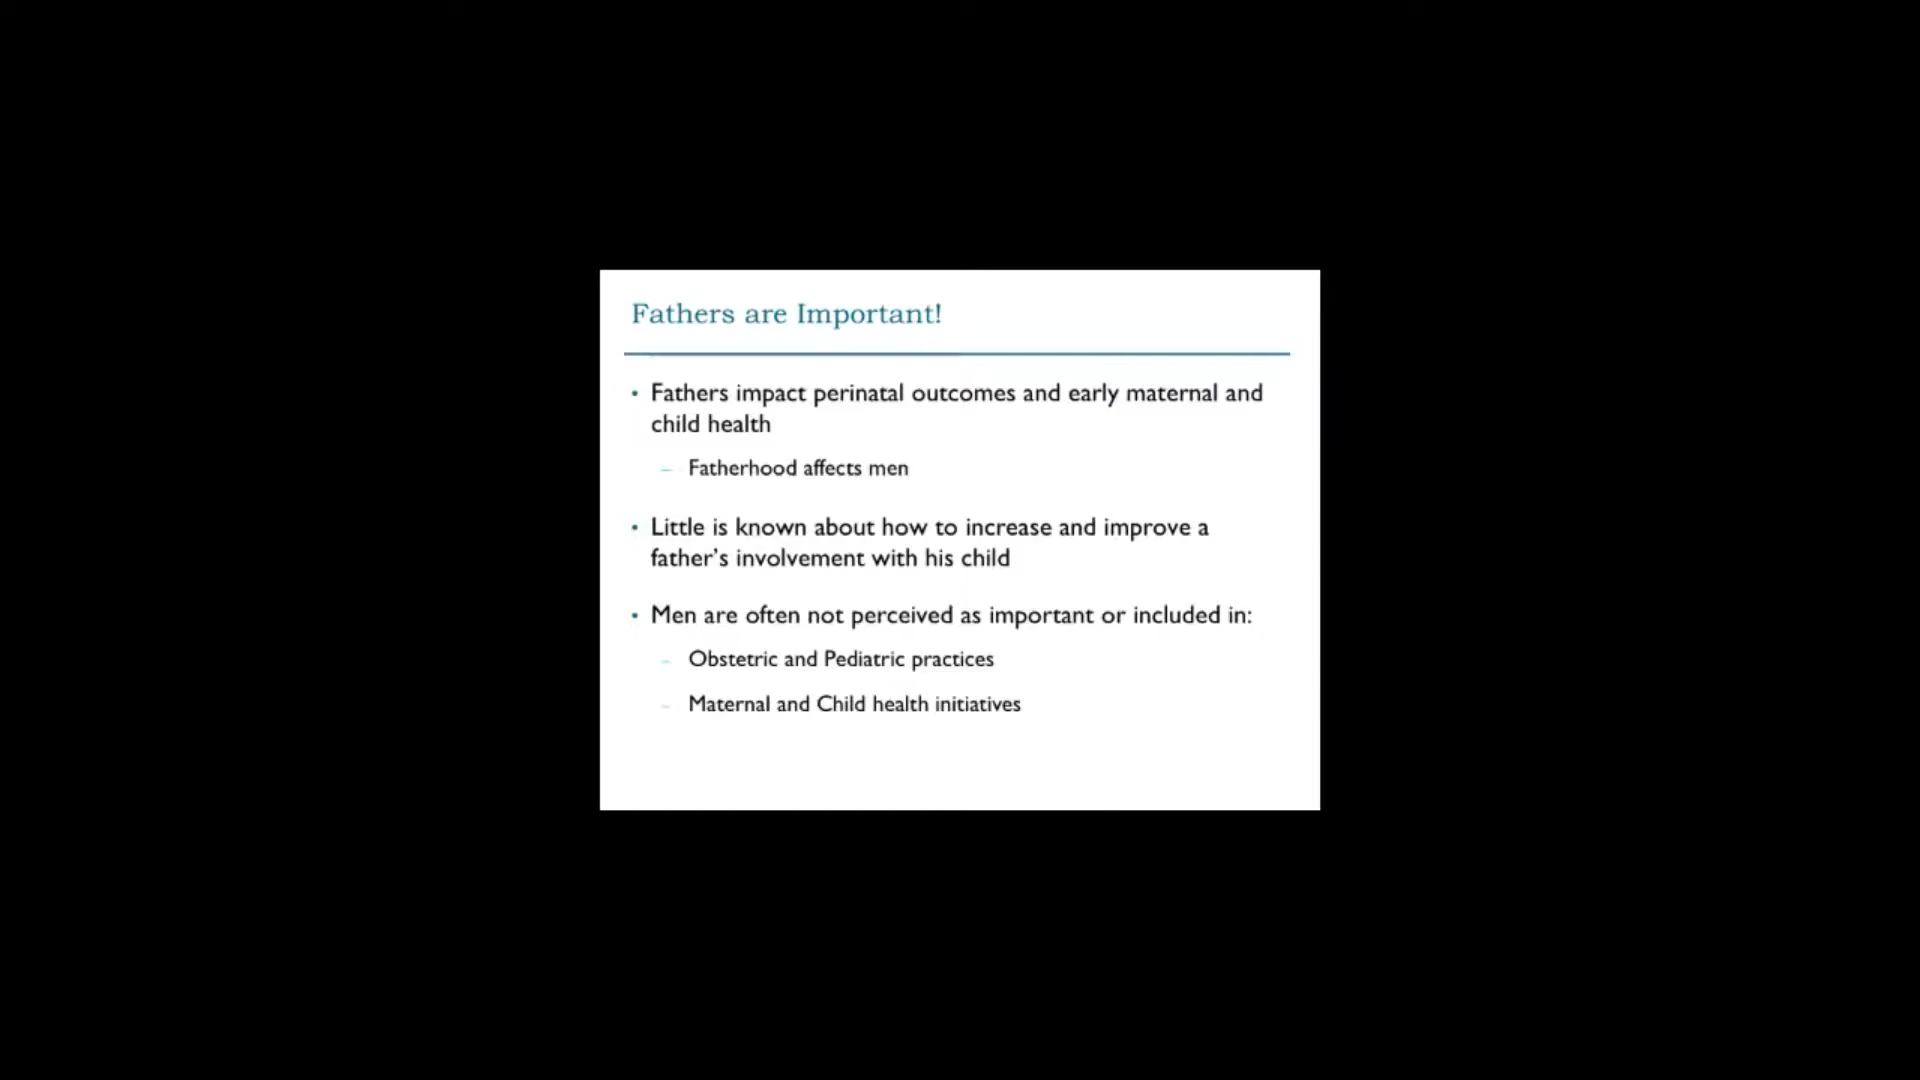 Fathers are Important!
• Fathers impact perinatal outcomes and early maternal and
child health
– Fatherhood affects men
• Little is known about how to increase and improve a
father’s involvement with his child
• Men are often not perceived as important or included in:
– Obstetric and Pediatric practices
– Maternal and Child health initiatives